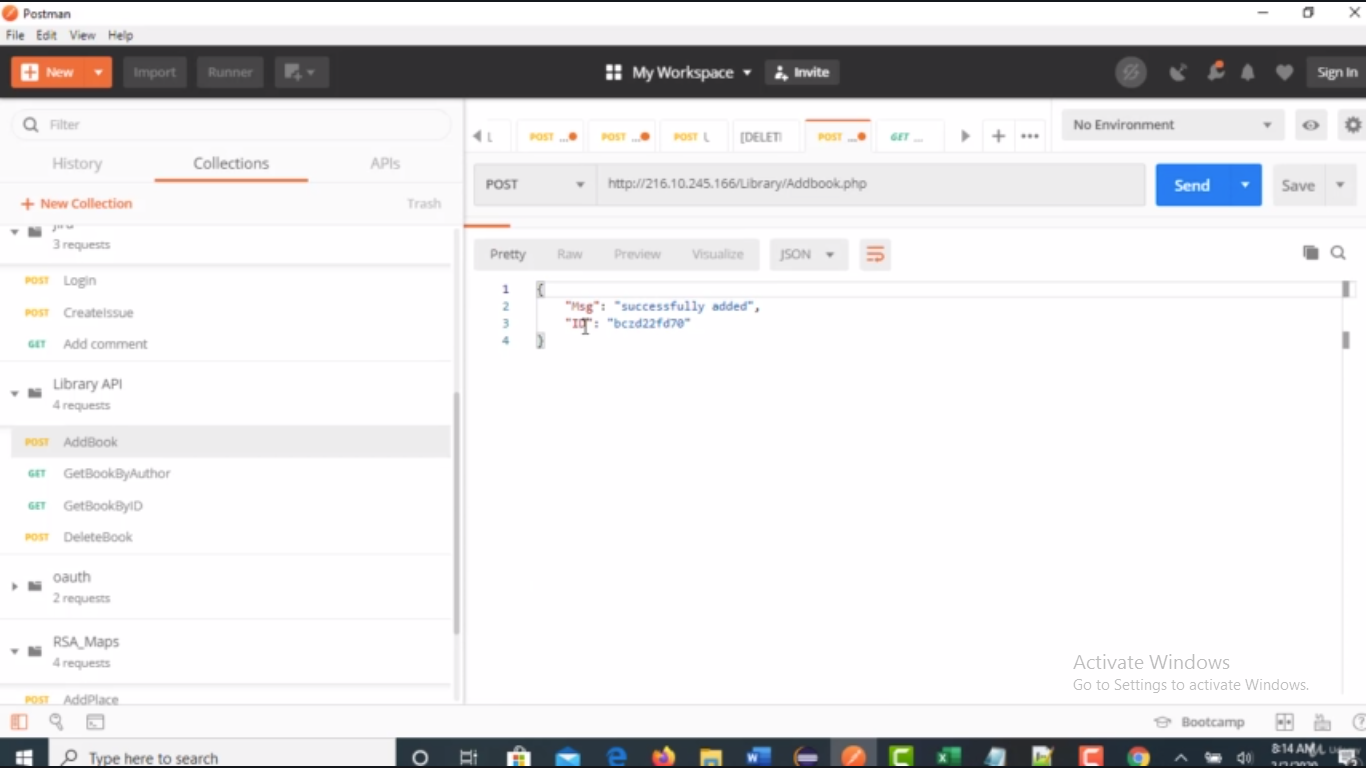 Postman
File Edit View Help
New Import Runner My Workspace Invite Sign In
Filter
History Collections APIs
New Collection Trash
3 requests
POST Login
POST CreateIssue
GET Add comment
Library API
4 requests
POST AddBook
GET GetBookByAuthor
GET GetBookByID
POST DeleteBook
oauth
2 requests
RSA_Maps
4 requests
POST AddPlace
L POST ... POST ... POST L [DELETI POST ... GET ... + •••
No Environment
POST http://216.10.245.166/Library/Addbook.php Send Save
Pretty Raw Preview Visualize JSON
1 {
2 "Msg": "successfully added",
3 "ID": "bczd22fd70"
4 }
Activate Windows
Go to Settings to activate Windows.
Bootcamp
Type here to search
8:14 AM